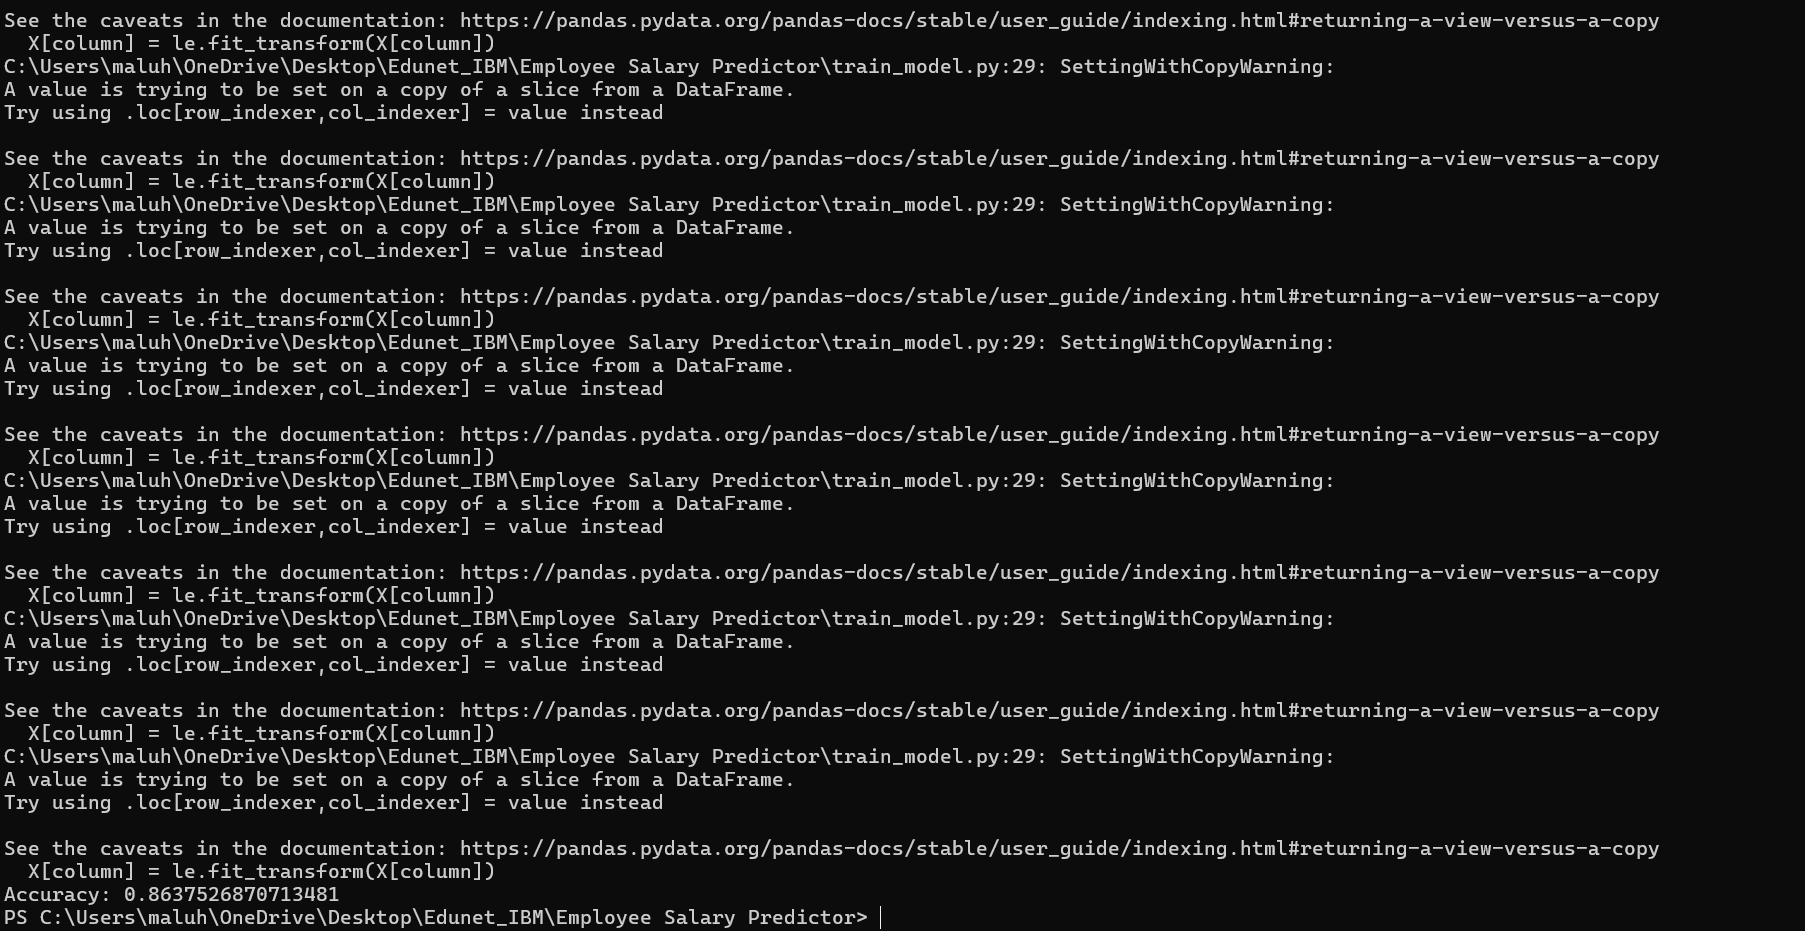 See the caveats in the documentation: https://pandas.pydata.org/pandas-docs/stable/user_guide/indexing.html#returning-a-view-versus-a-copy
  X[column] = le.fit_transform(X[column])
C:\Users\maluh\OneDrive\Desktop\Edunet_IBM\Employee Salary Predictor\train_model.py:29: SettingWithCopyWarning:
A value is trying to be set on a copy of a slice from a DataFrame.
Try using .loc[row_indexer,col_indexer] = value instead

See the caveats in the documentation: https://pandas.pydata.org/pandas-docs/stable/user_guide/indexing.html#returning-a-view-versus-a-copy
  X[column] = le.fit_transform(X[column])
C:\Users\maluh\OneDrive\Desktop\Edunet_IBM\Employee Salary Predictor\train_model.py:29: SettingWithCopyWarning:
A value is trying to be set on a copy of a slice from a DataFrame.
Try using .loc[row_indexer,col_indexer] = value instead

See the caveats in the documentation: https://pandas.pydata.org/pandas-docs/stable/user_guide/indexing.html#returning-a-view-versus-a-copy
  X[column] = le.fit_transform(X[column])
C:\Users\maluh\OneDrive\Desktop\Edunet_IBM\Employee Salary Predictor\train_model.py:29: SettingWithCopyWarning:
A value is trying to be set on a copy of a slice from a DataFrame.
Try using .loc[row_indexer,col_indexer] = value instead

See the caveats in the documentation: https://pandas.pydata.org/pandas-docs/stable/user_guide/indexing.html#returning-a-view-versus-a-copy
  X[column] = le.fit_transform(X[column])
C:\Users\maluh\OneDrive\Desktop\Edunet_IBM\Employee Salary Predictor\train_model.py:29: SettingWithCopyWarning:
A value is trying to be set on a copy of a slice from a DataFrame.
Try using .loc[row_indexer,col_indexer] = value instead

See the caveats in the documentation: https://pandas.pydata.org/pandas-docs/stable/user_guide/indexing.html#returning-a-view-versus-a-copy
  X[column] = le.fit_transform(X[column])
C:\Users\maluh\OneDrive\Desktop\Edunet_IBM\Employee Salary Predictor\train_model.py:29: SettingWithCopyWarning:
A value is trying to be set on a copy of a slice from a DataFrame.
Try using .loc[row_indexer,col_indexer] = value instead

See the caveats in the documentation: https://pandas.pydata.org/pandas-docs/stable/user_guide/indexing.html#returning-a-view-versus-a-copy
  X[column] = le.fit_transform(X[column])
C:\Users\maluh\OneDrive\Desktop\Edunet_IBM\Employee Salary Predictor\train_model.py:29: SettingWithCopyWarning:
A value is trying to be set on a copy of a slice from a DataFrame.
Try using .loc[row_indexer,col_indexer] = value instead

See the caveats in the documentation: https://pandas.pydata.org/pandas-docs/stable/user_guide/indexing.html#returning-a-view-versus-a-copy
  X[column] = le.fit_transform(X[column])
Accuracy: 0.8637526870713481
PS C:\Users\maluh\OneDrive\Desktop\Edunet_IBM\Employee Salary Predictor>